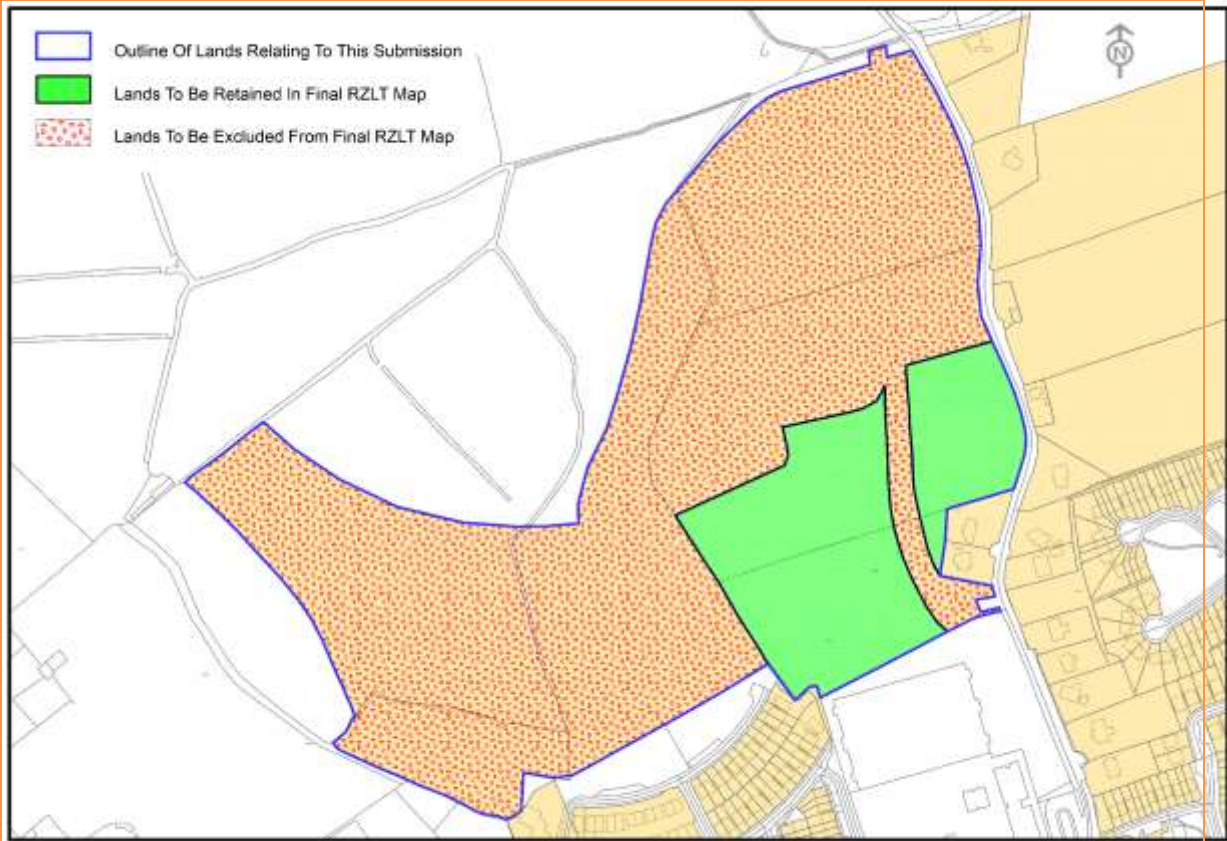 Outline Of Lands Relating To This Submission
Lands To Be Retained In Final RZLT Map
Lands To Be Excluded From Final RZLT Map
N